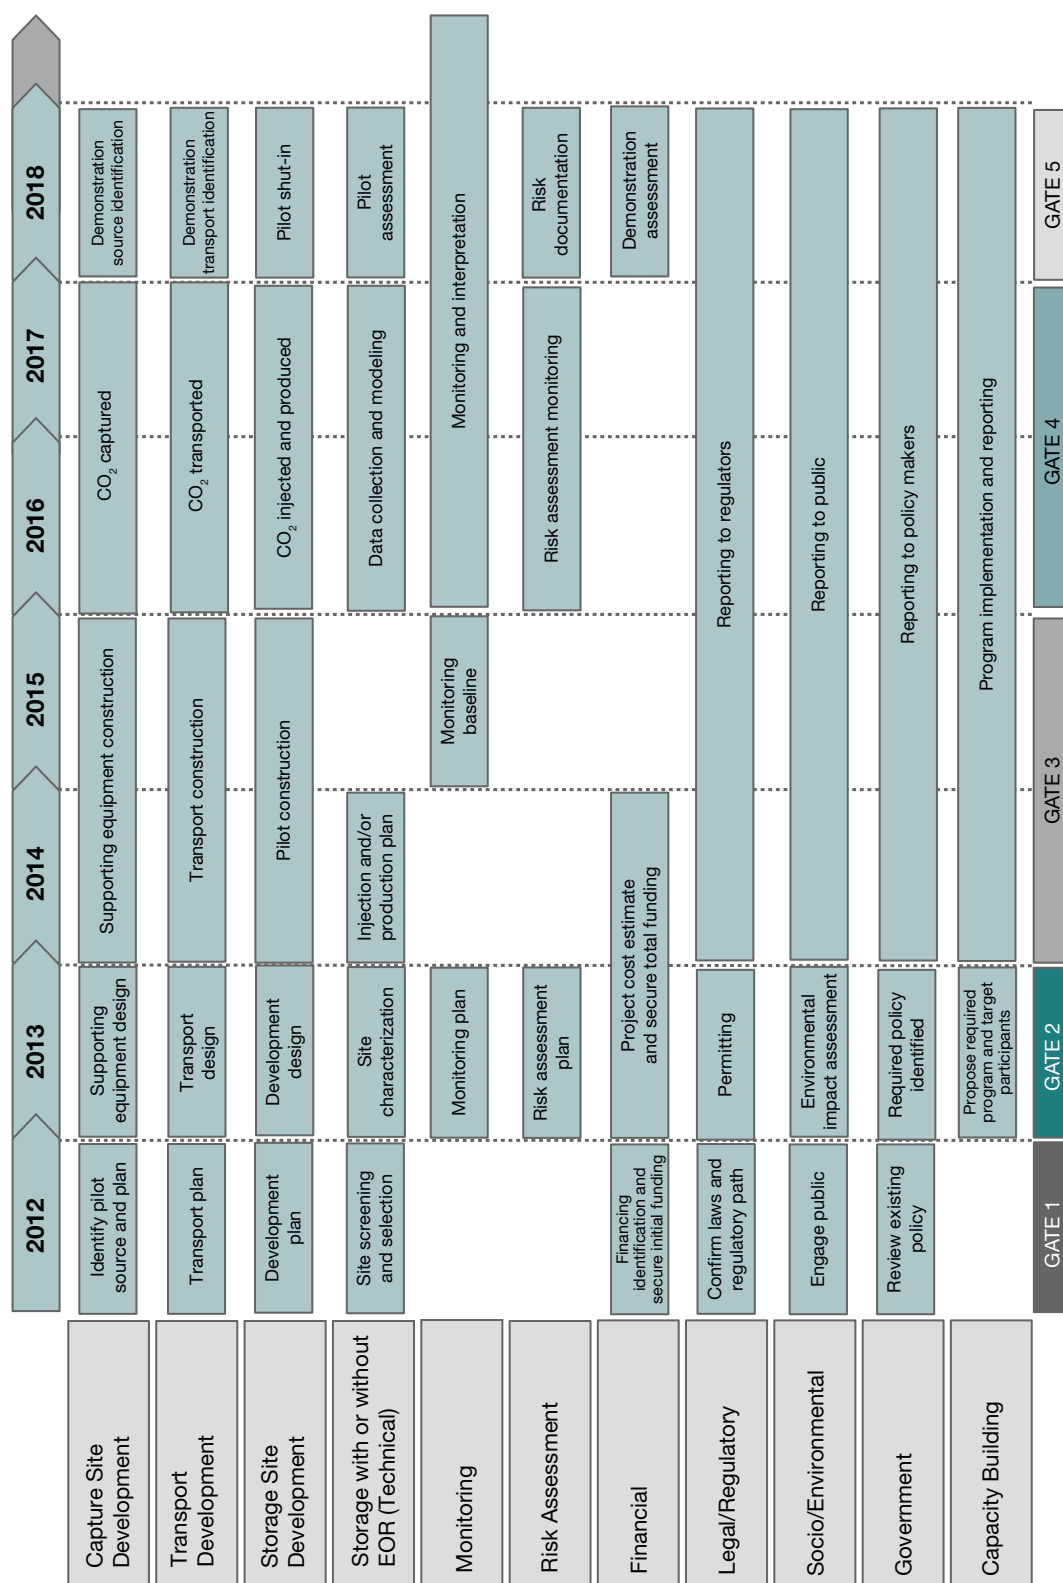 2012
2013
2014
2015
2016
2017
2018
Capture Site
Development
Identify pilot
source and plan
Supporting
equipment design
Supporting equipment construction
CO₂ captured
Demonstration
source identification
Transport
Development
Transport plan
Transport
design
Transport construction
CO₂ transported
Demonstration
transport identification
Storage Site
Development
Development
plan
Development
design
Pilot construction
CO₂ injected and produced
Pilot shut-in
Storage with or without
EOR (Technical)
Site screening
and selection
Site
characterization
Injection and/or
production plan
Data collection and modeling
Pilot
assessment
Monitoring
Monitoring plan
Monitoring
baseline
Monitoring and interpretation
Risk Assessment
Risk assessment
plan
Risk assessment monitoring
Risk
documentation
Financial
Financing
identification and
secure initial funding
Project cost estimate
and secure total funding
Demonstration
assessment
Legal/Regulatory
Confirm laws and
regulatory path
Permitting
Reporting to regulators
Socio/Environmental
Engage public
Environmental
impact assessment
Reporting to public
Government
Review existing
policy
Required policy
identified
Reporting to policy makers
Capacity Building
Propose required
program and target
participants
Program implementation and reporting
GATE 1
GATE 2
GATE 3
GATE 4
GATE 5